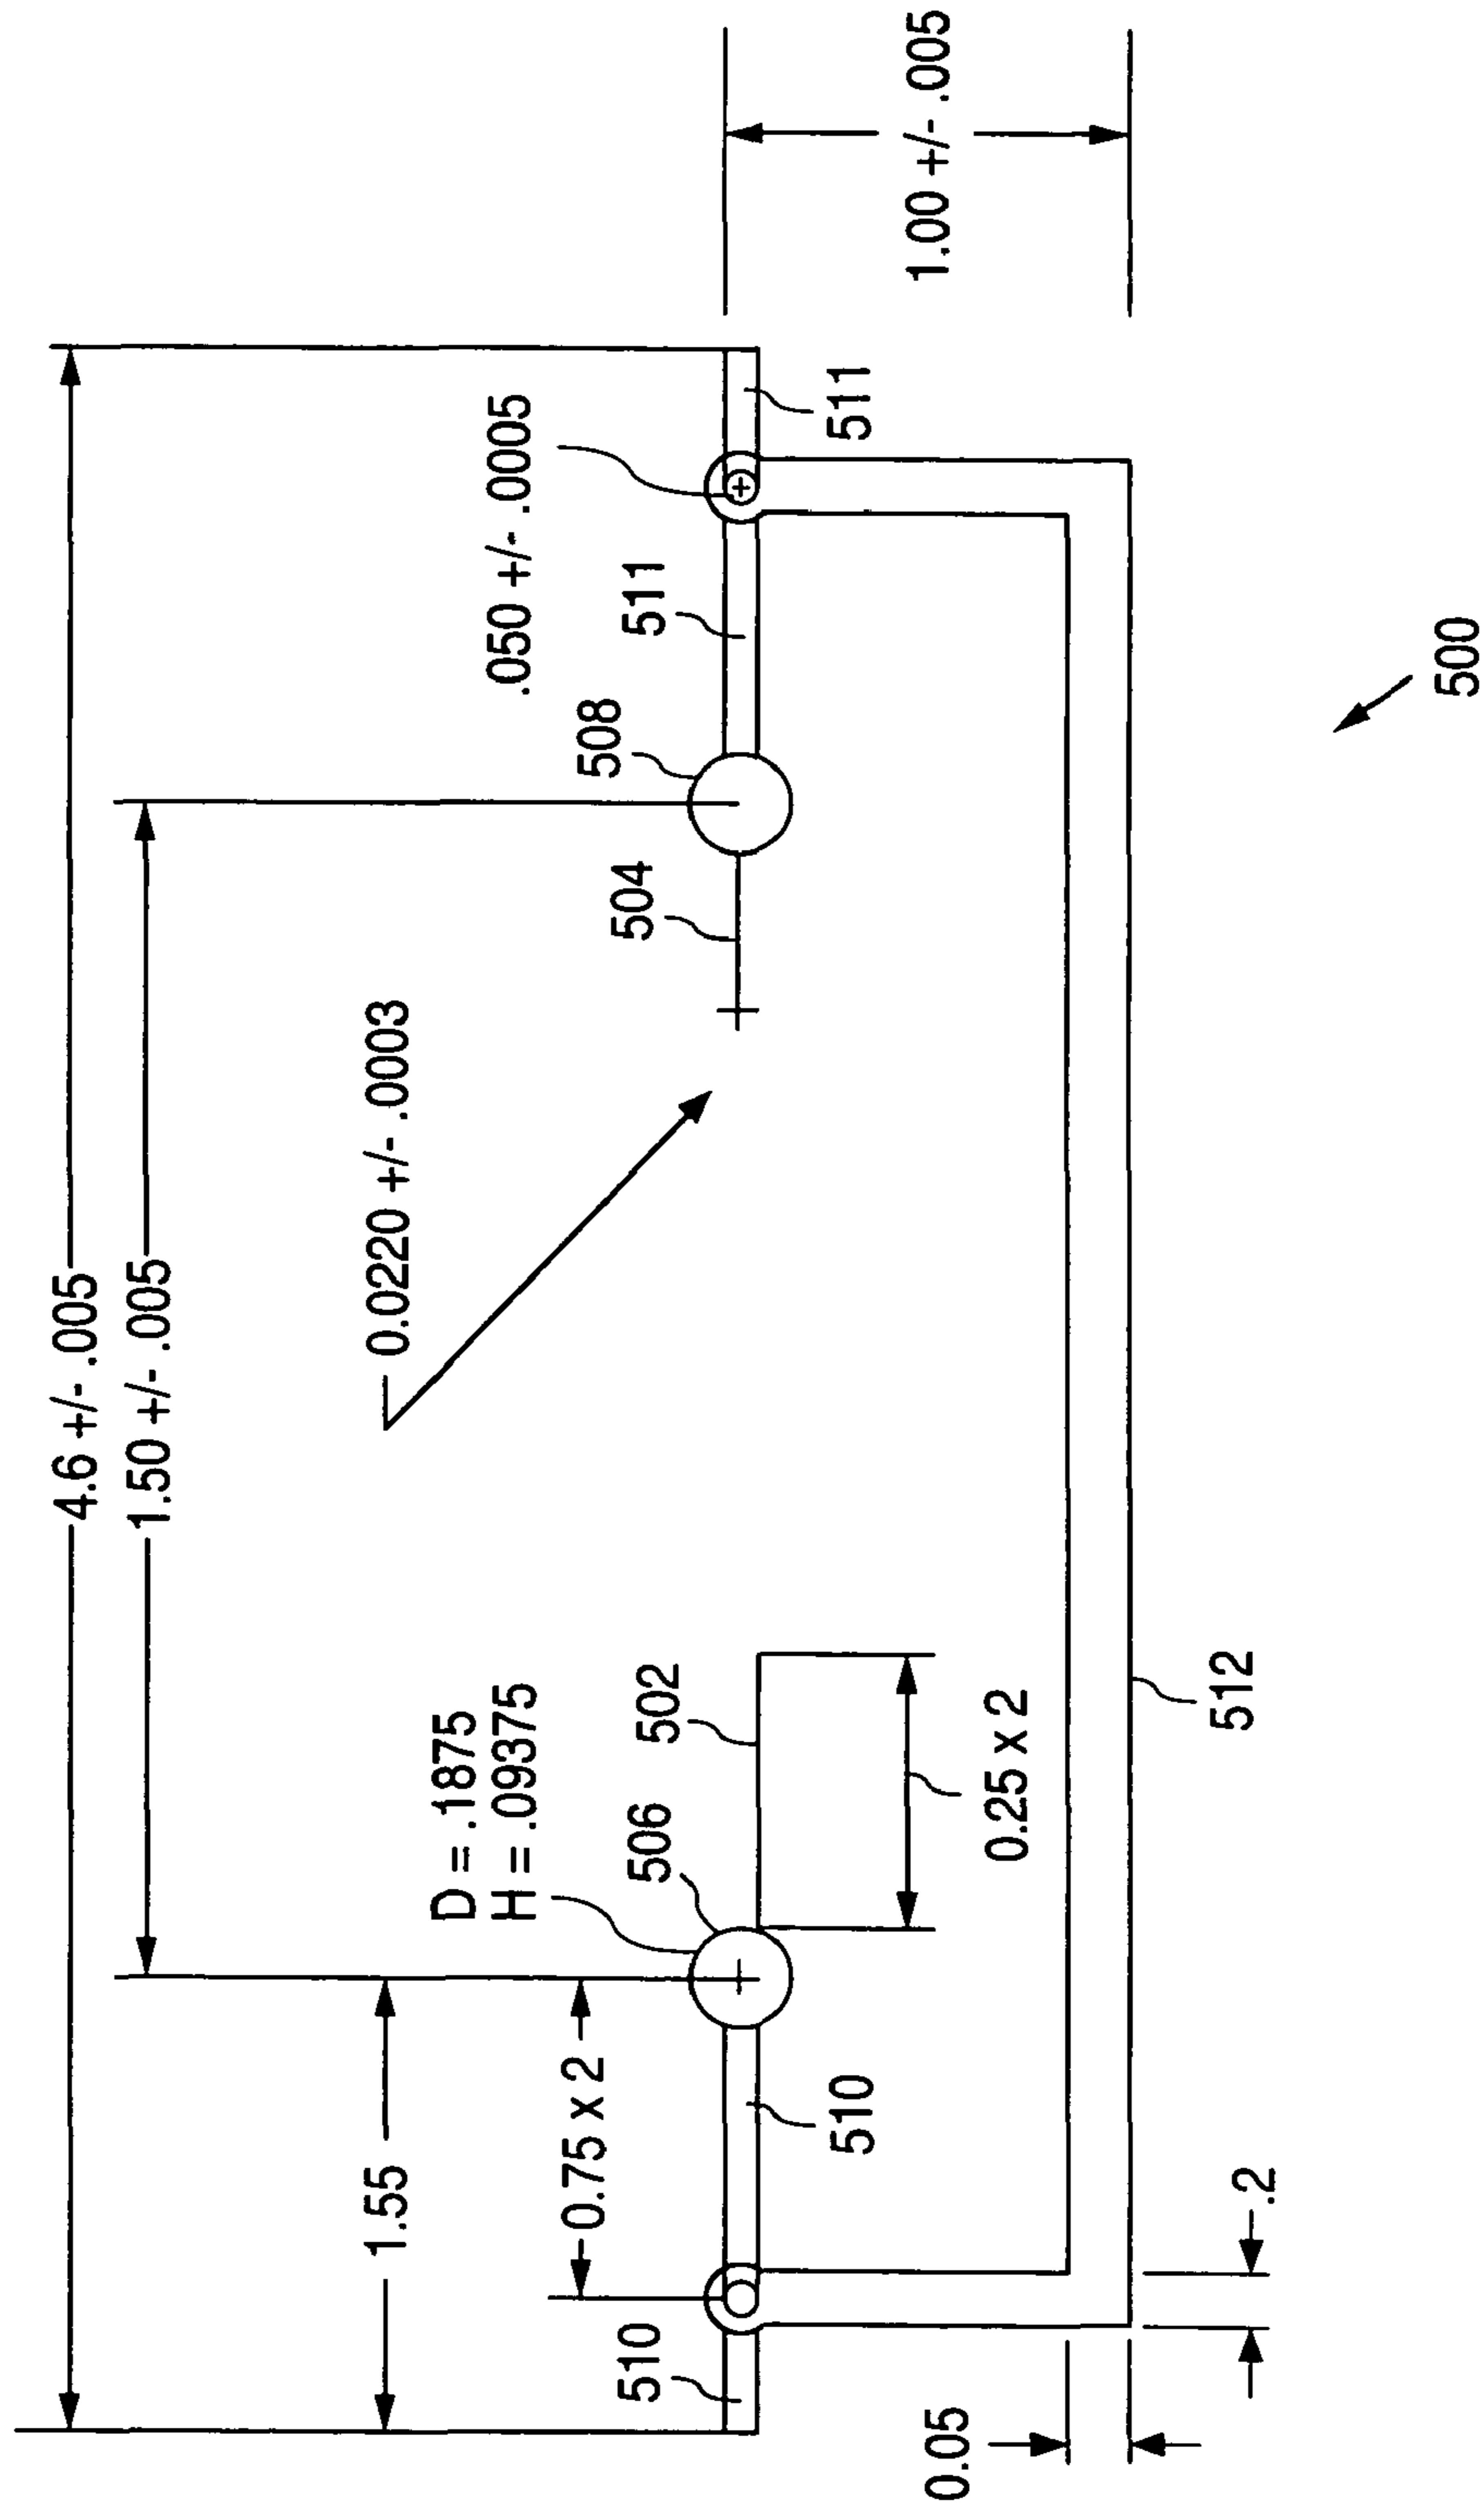 4.6 +/- .005
1.50 +/- .005
1.55
0.0220 +/- .0003
D = .1875
H = .09375
.050 +/- .0005
0.75 x 2
508
510
506
502
504
511
510
511
1.00 +/- .005
0.05
0.25 x 2
.2
512
500